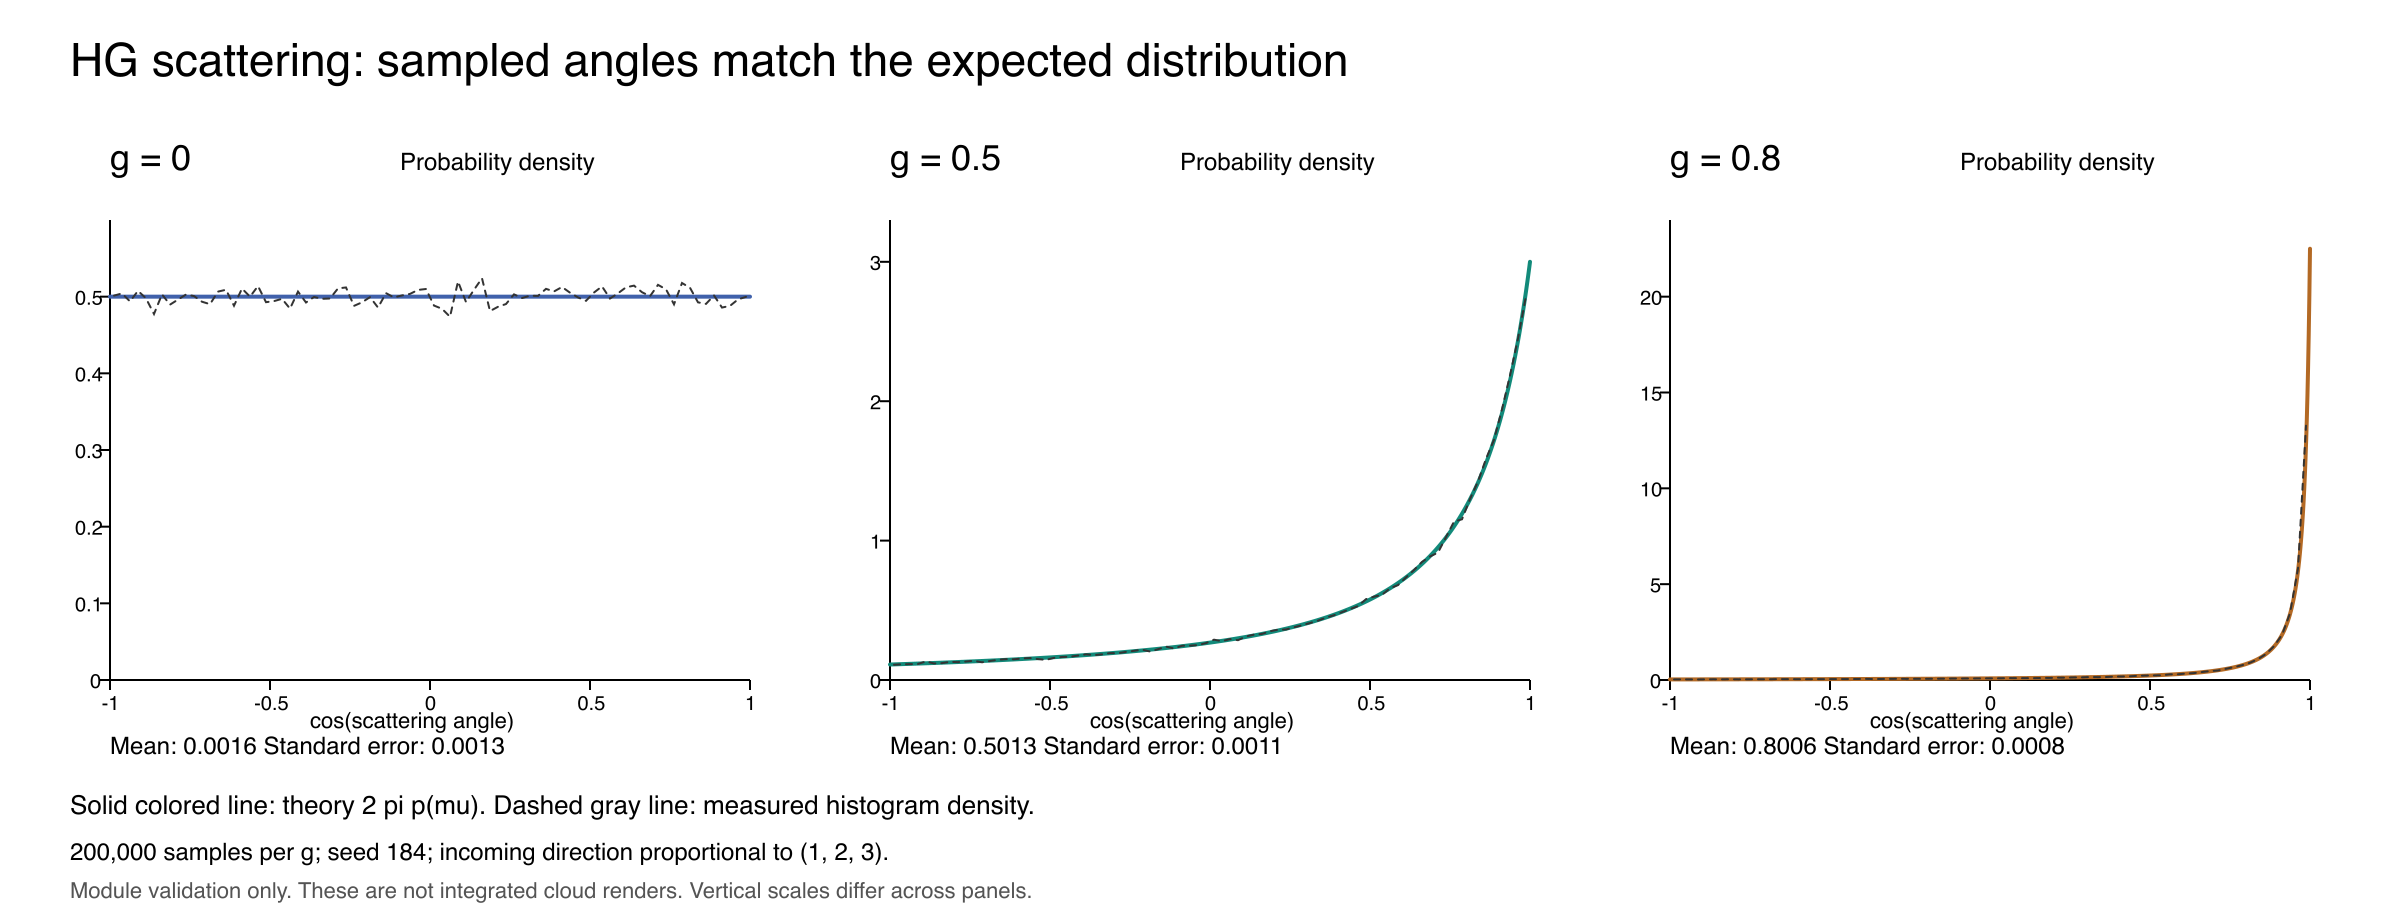 HG scattering: sampled angles match the expected distribution
g = 0
Probability density
0.5
0.4
0.3
0.2
0.1
0
-1
-0.5
0
0.5
1
cos(scattering angle)
Mean: 0.0016 Standard error: 0.0013
g = 0.5
Probability density
3
2
1
0
-1
-0.5
0
0.5
1
cos(scattering angle)
Mean: 0.5013 Standard error: 0.0011
g = 0.8
Probability density
20
15
10
5
0
-1
-0.5
0
0.5
1
cos(scattering angle)
Mean: 0.8006 Standard error: 0.0008
Solid colored line: theory 2 pi p(mu). Dashed gray line: measured histogram density.
200,000 samples per g; seed 184; incoming direction proportional to (1, 2, 3).
Module validation only. These are not integrated cloud renders. Vertical scales differ across panels.